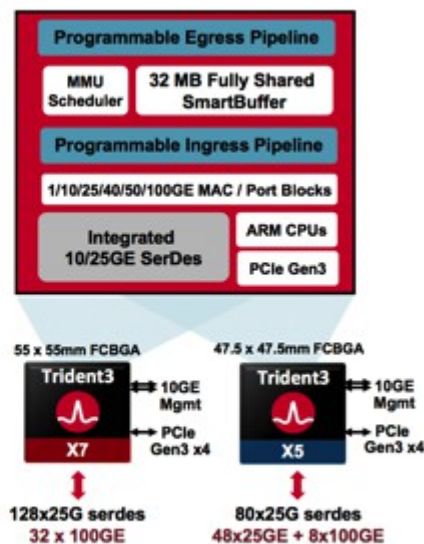 Programmable Egress Pipeline
MMU
Scheduler
32 MB Fully Shared
SmartBuffer
Programmable Ingress Pipeline
1/10/25/40/50/100GE MAC / Port Blocks
Integrated
10/25GE SerDes
ARM CPUs
PCIe Gen3
55 x 55mm FCBGA
Trident3
X7
10GE
Mgmt
PCIe
Gen3 x4
128x25G serdes
32 x 100GE
47.5 x 47.5mm FCBGA
Trident3
X5
10GE
Mgmt
PCIe
Gen3 x4
80x25G serdes
48x25GE + 8x100GE